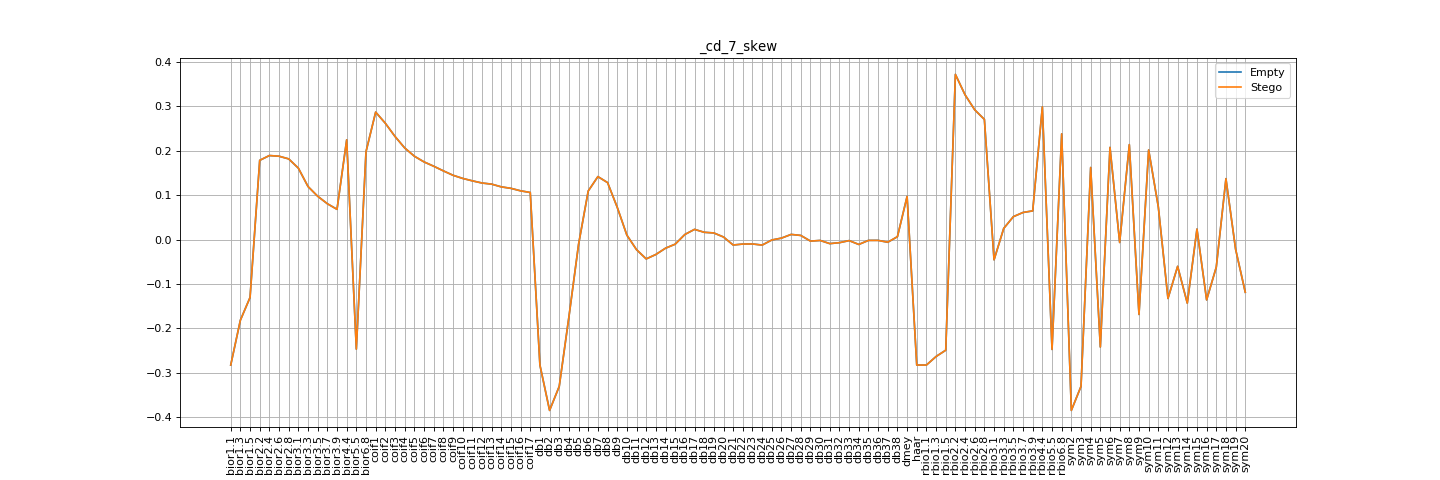 _cd_7_skew
Empty
Stego
0.4
0.3
0.2
0.1
0.0
−0.1
−0.2
−0.3
−0.4
bior1.1
bior1.3
bior1.5
bior2.2
bior2.4
bior2.6
bior2.8
bior3.1
bior3.3
bior3.5
bior3.7
bior3.9
bior4.4
bior5.5
bior6.8
coif1
coif2
coif3
coif4
coif5
coif6
coif7
coif8
coif9
coif10
coif11
coif12
coif13
coif14
coif15
coif16
coif17
db1
db2
db3
db4
db5
db6
db7
db8
db9
db10
db11
db12
db13
db14
db15
db16
db17
db18
db19
db20
db21
db22
db23
db24
db25
db26
db27
db28
db29
db30
db31
db32
db33
db34
db35
db36
db37
db38
dmey
haar
rbio1.1
rbio1.3
rbio1.5
rbio2.2
rbio2.4
rbio2.6
rbio2.8
rbio3.1
rbio3.3
rbio3.5
rbio3.7
rbio3.9
rbio4.4
rbio5.5
rbio6.8
sym2
sym3
sym4
sym5
sym6
sym7
sym8
sym9
sym10
sym11
sym12
sym13
sym14
sym15
sym16
sym17
sym18
sym19
sym20